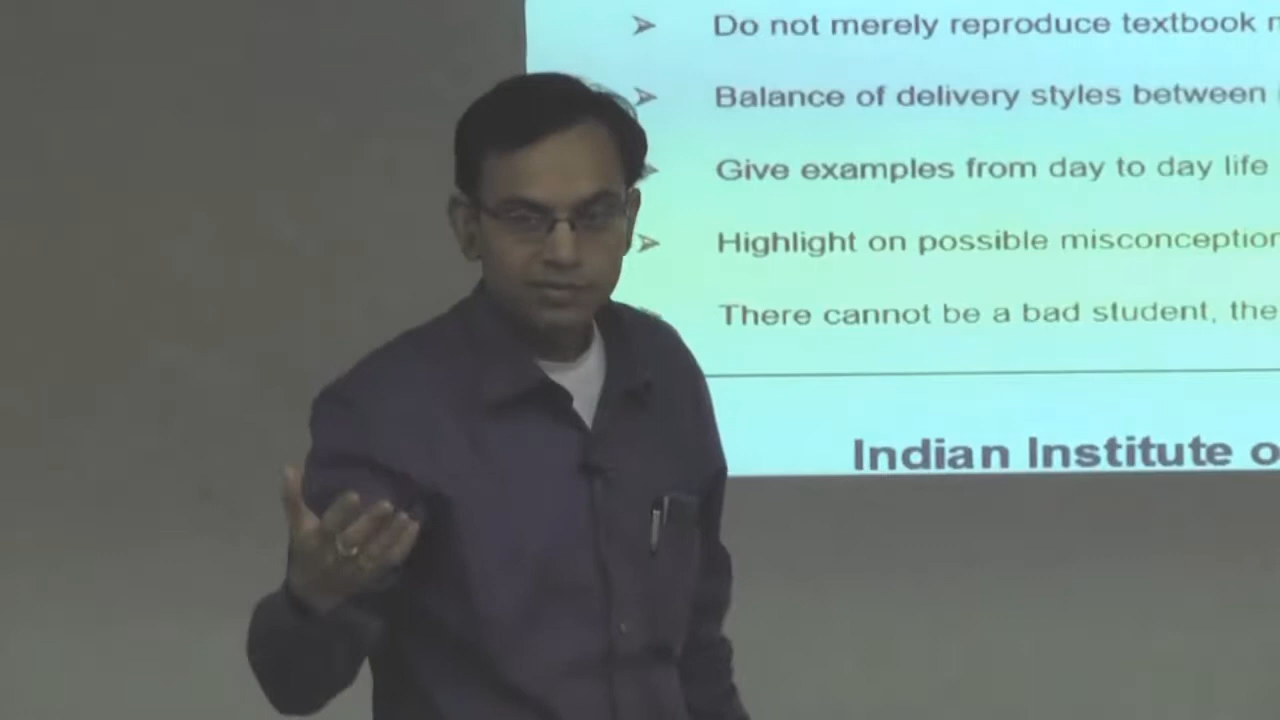 Do not merely reproduce textbook
Balance of delivery styles between
Give examples from day to day life
Highlight on possible misconception
There cannot be a bad student, the
Indian Institute o